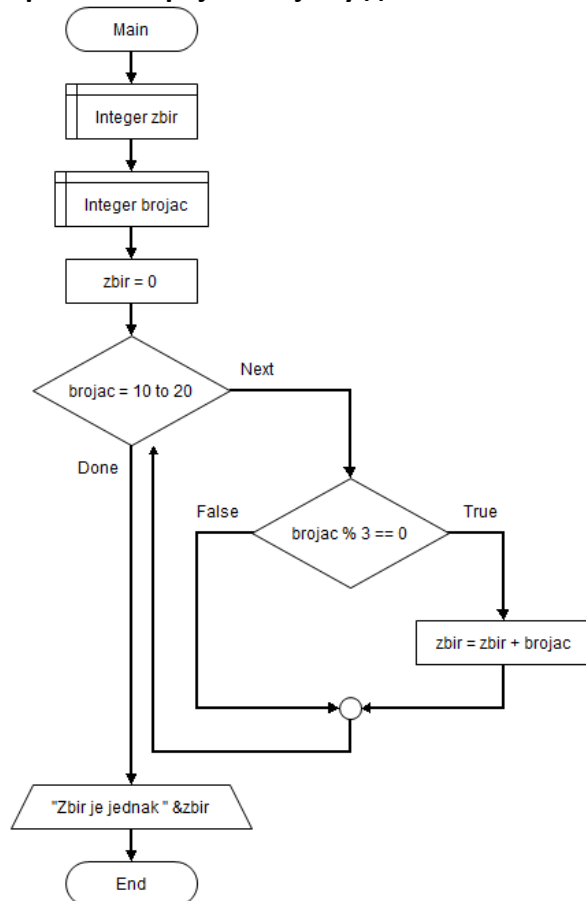 Main
Integer zbir
Integer brojac
zbir = 0
brojac = 10 to 20
Next
Done
False
brojac % 3 == 0
True
zbir = zbir + brojac
"Zbir je jednak " &zbir
End